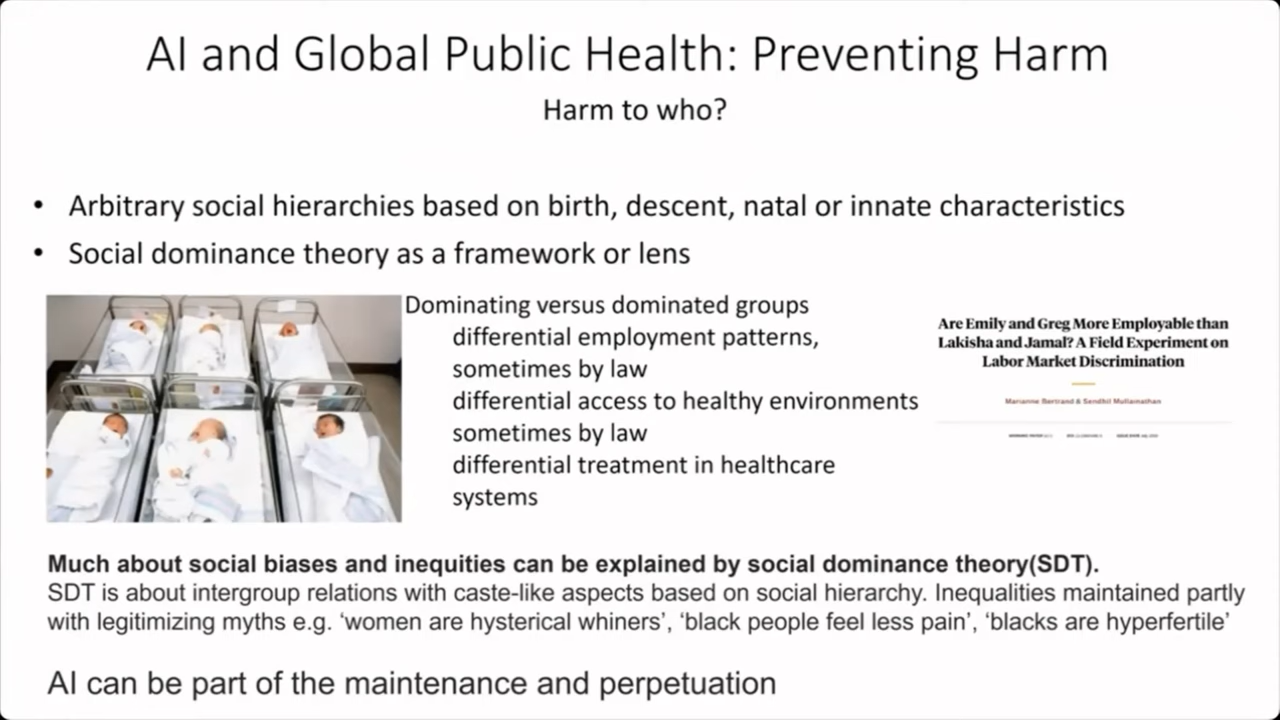 AI and Global Public Health: Preventing Harm
Harm to who?
• Arbitrary social hierarchies based on birth, descent, natal or innate characteristics
• Social dominance theory as a framework or lens
Dominating versus dominated groups
differential employment patterns,
sometimes by law
differential access to healthy environments
sometimes by law
differential treatment in healthcare
systems
Are Emily and Greg More Employable than
Lakisha and Jamal? A Field Experiment on
Labor Market Discrimination
Marianne Bertrand & Sendhil Mullainathan
Much about social biases and inequities can be explained by social dominance theory(SDT).
SDT is about intergroup relations with caste-like aspects based on social hierarchy. Inequalities maintained partly
with legitimizing myths e.g. ‘women are hysterical whiners’, ‘black people feel less pain’, ‘blacks are hyperfertile’
AI can be part of the maintenance and perpetuation